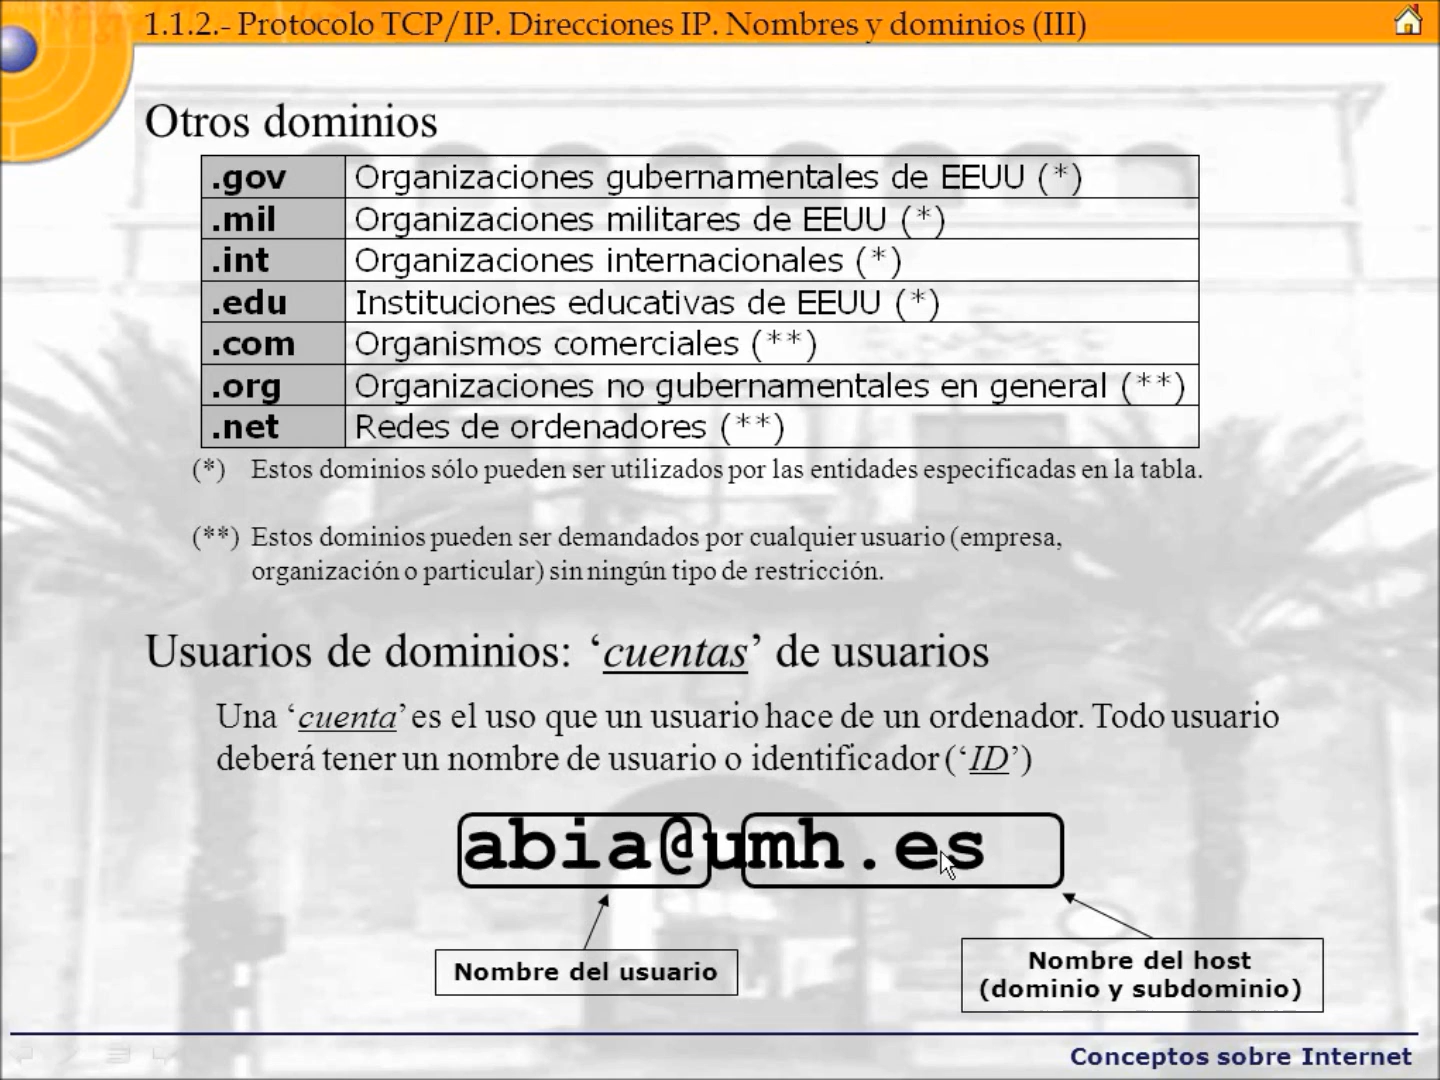 1.1.2.- Protocolo TCP/IP. Direcciones IP. Nombres y dominios (III)
Otros dominios
.gov Organizaciones gubernamentales de EEUU (*)
.mil Organizaciones militares de EEUU (*)
.int Organizaciones internacionales (*)
.edu Instituciones educativas de EEUU (*)
.com Organismos comerciales (**)
.org Organizaciones no gubernamentales en general (**)
.net Redes de ordenadores (**)
(*) Estos dominios sólo pueden ser utilizados por las entidades especificadas en la tabla.
(**) Estos dominios pueden ser demandados por cualquier usuario (empresa,
organización o particular) sin ningún tipo de restricción.
Usuarios de dominios: ‘cuentas’ de usuarios
Una ‘cuenta’ es el uso que un usuario hace de un ordenador. Todo usuario
deberá tener un nombre de usuario o identificador (‘ID’)
abia@umh.es
Nombre del usuario
Nombre del host
(dominio y subdominio)
Conceptos sobre Internet